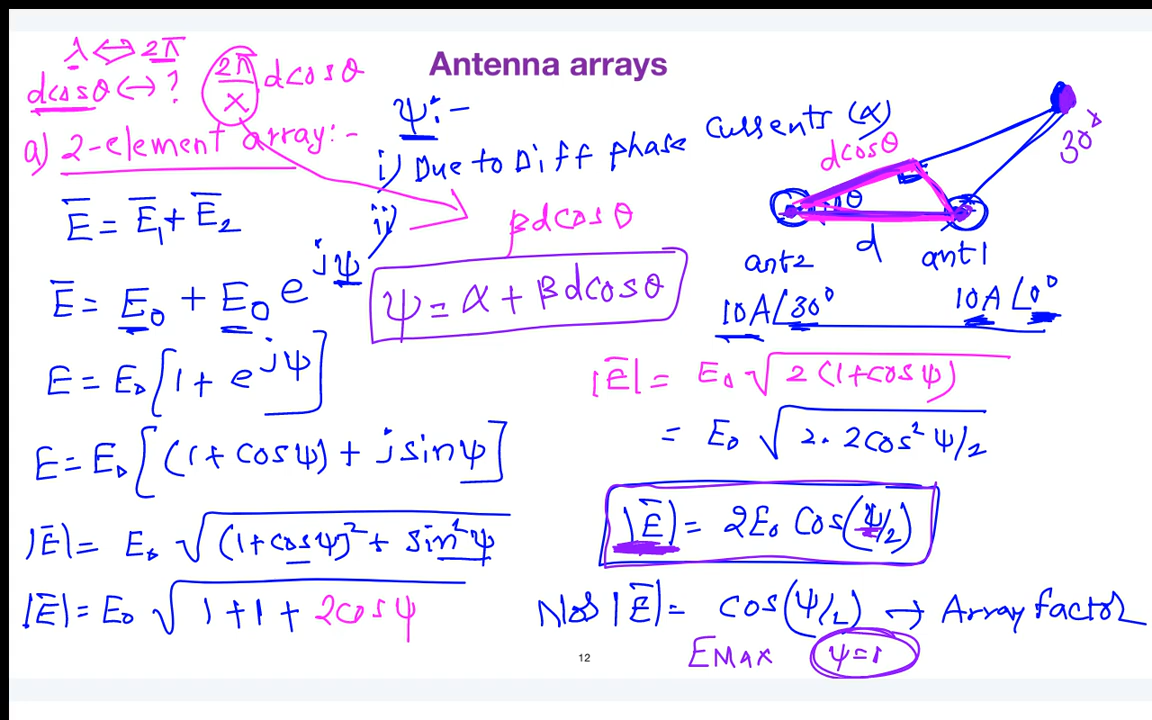 Antenna arrays
λ ⇔ 2π
dcosθ ↔ ?
2π/x dcosθ
a) 2-element array:-
Ψ:-
i) Due to Diff phase currents (α)
ii) βdcosθ
Ψ = α + βdcosθ
dcosθ
θ
d
30°
ant2
ant1
10A∠30°
10A∠0°
E̅ = E̅₁ + E̅₂
E̅ = E₀ + E₀ e^jΨ
E = E₀ [1 + e^jΨ]
E = E₀ [(1 + cosΨ) + j sinΨ]
|E̅| = E₀ √((1+cosΨ)² + sin²Ψ)
|E̅| = E₀ √(1 + 1 + 2cosΨ)
|E̅| = E₀ √(2(1+cosΨ))
= E₀ √(2·2cos²Ψ/2)
|E̅| = 2E₀ Cos(Ψ/2)
|E̅| = cos(Ψ/2) → Array factor
EMAX Ψ=1
12